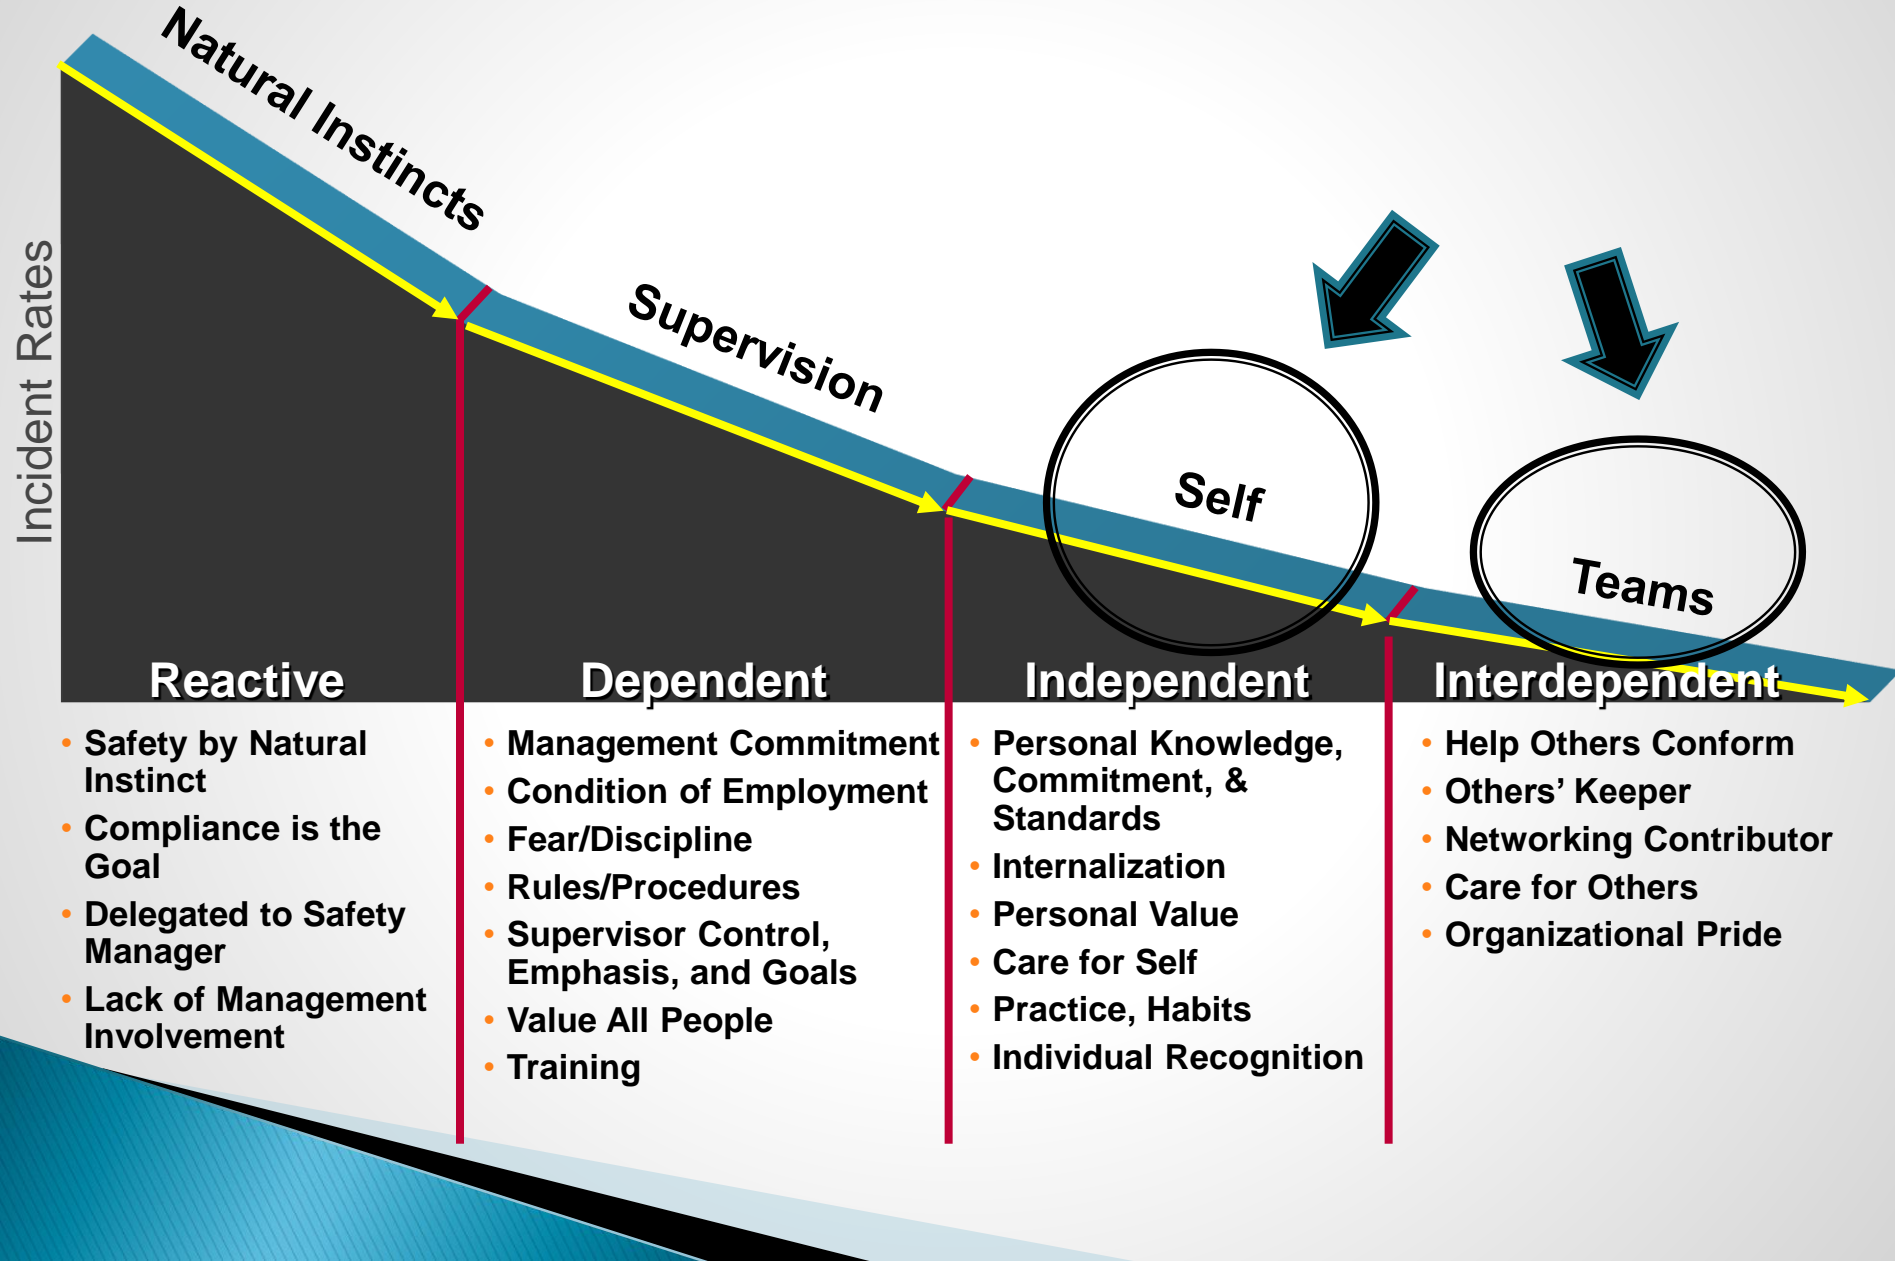 Natural Instincts
Supervision
Self
Teams
Incident Rates
Reactive
Dependent
Independent
Interdependent
• Safety by Natural
Instinct
• Compliance is the
Goal
• Delegated to Safety
Manager
• Lack of Management
Involvement
• Management Commitment
• Condition of Employment
• Fear/Discipline
• Rules/Procedures
• Supervisor Control,
Emphasis, and Goals
• Value All People
• Training
• Personal Knowledge,
Commitment, &
Standards
• Internalization
• Personal Value
• Care for Self
• Practice, Habits
• Individual Recognition
• Help Others Conform
• Others’ Keeper
• Networking Contributor
• Care for Others
• Organizational Pride